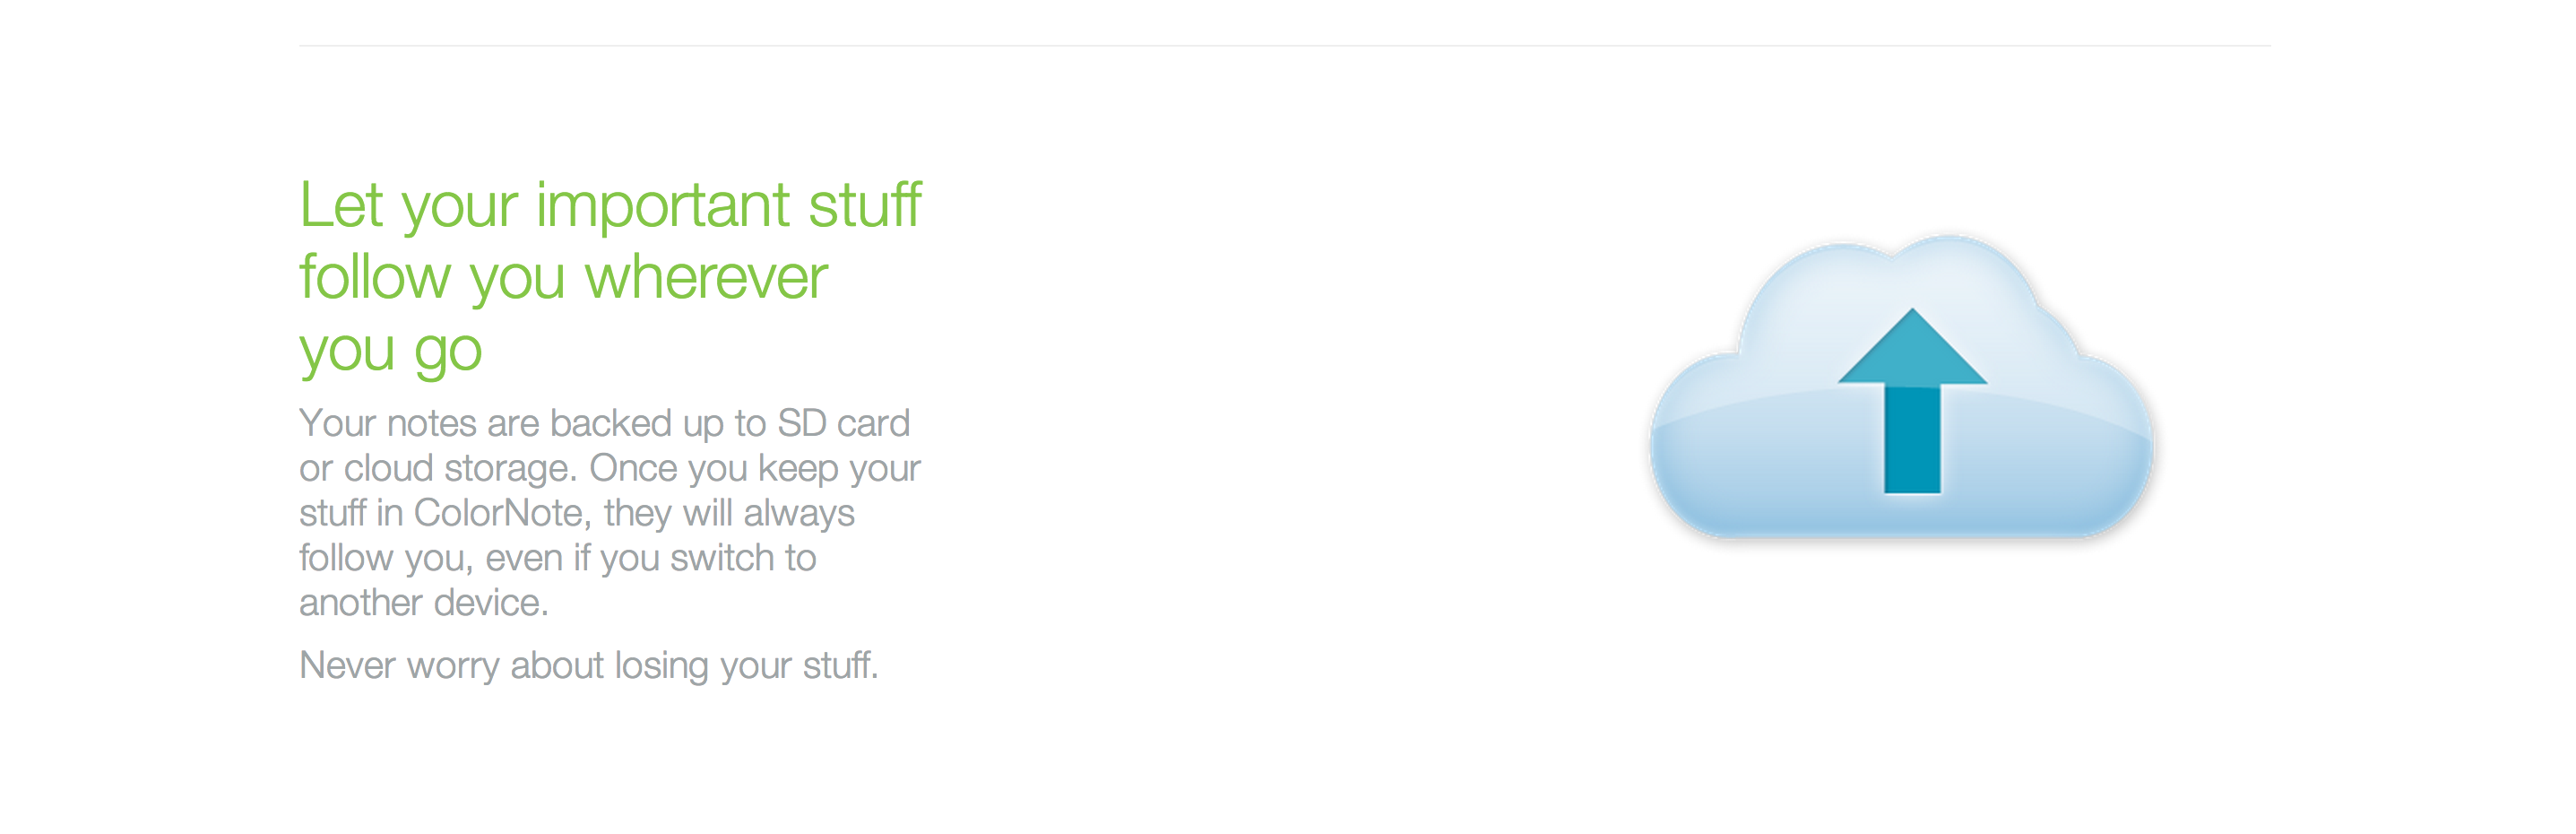 Let your important stuff
follow you wherever
you go
Your notes are backed up to SD card
or cloud storage. Once you keep your
stuff in ColorNote, they will always
follow you, even if you switch to
another device.
Never worry about losing your stuff.